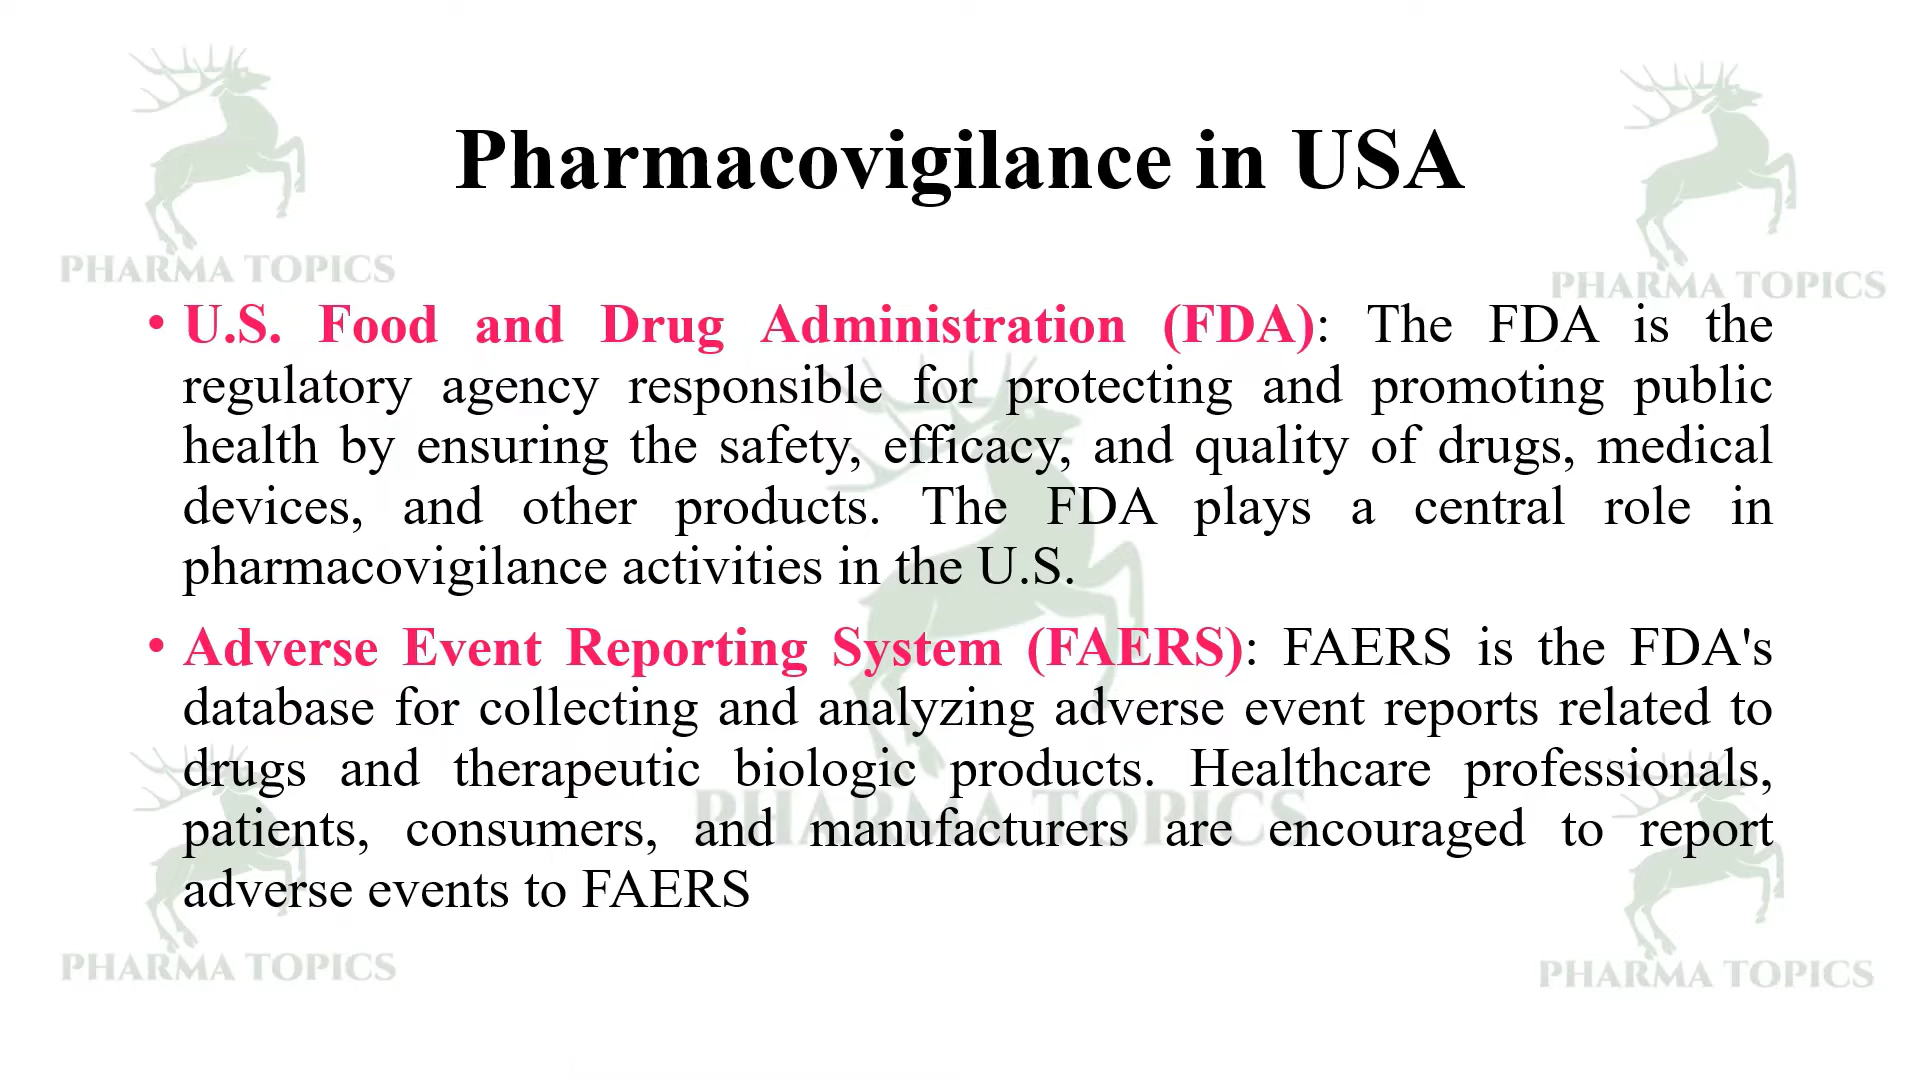 Pharmacovigilance in USA
PHARMA TOPICS
PHARMA TOPICS
• U.S. Food and Drug Administration (FDA): The FDA is the
regulatory agency responsible for protecting and promoting public
health by ensuring the safety, efficacy, and quality of drugs, medical
devices, and other products. The FDA plays a central role in
pharmacovigilance activities in the U.S.
• Adverse Event Reporting System (FAERS): FAERS is the FDA's
database for collecting and analyzing adverse event reports related to
drugs and therapeutic biologic products. Healthcare professionals,
PHARMA TOPICS
patients, consumers, and manufacturers are encouraged to report
adverse events to FAERS
PHARMA TOPICS
PHARMA TOPICS